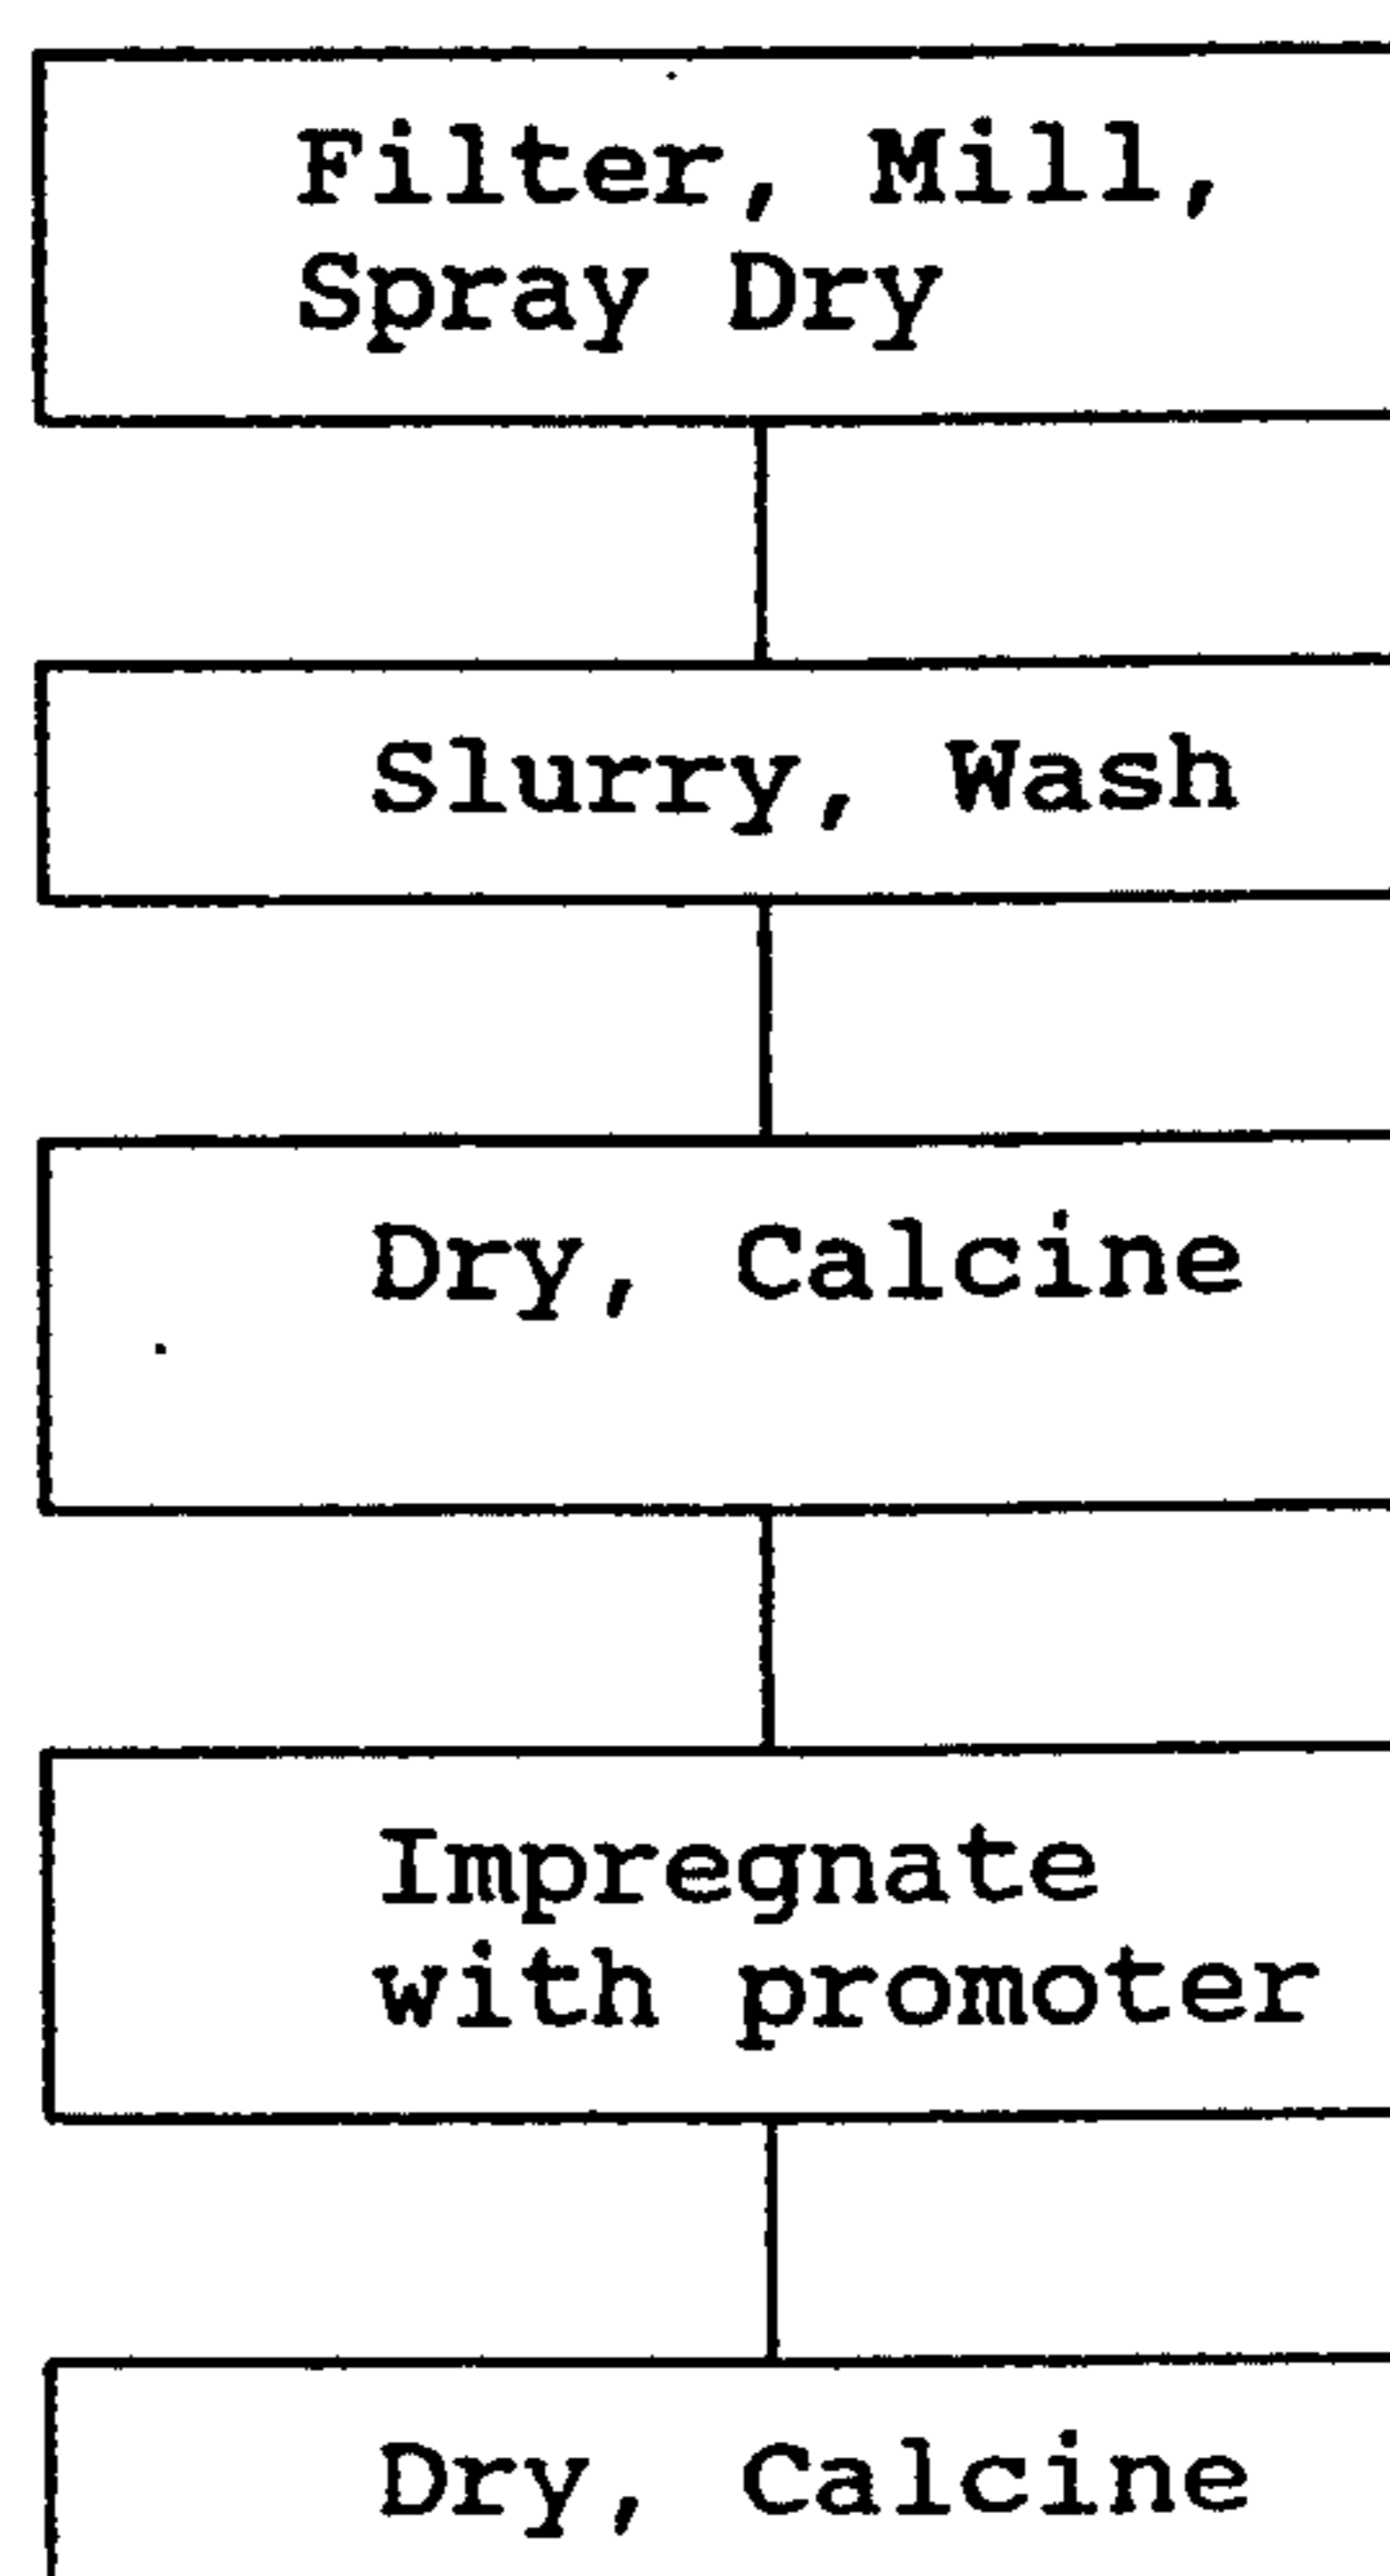 Filter, Mill,
Spray Dry
Slurry, Wash
Dry, Calcine
Impregnate
with promoter
Dry, Calcine